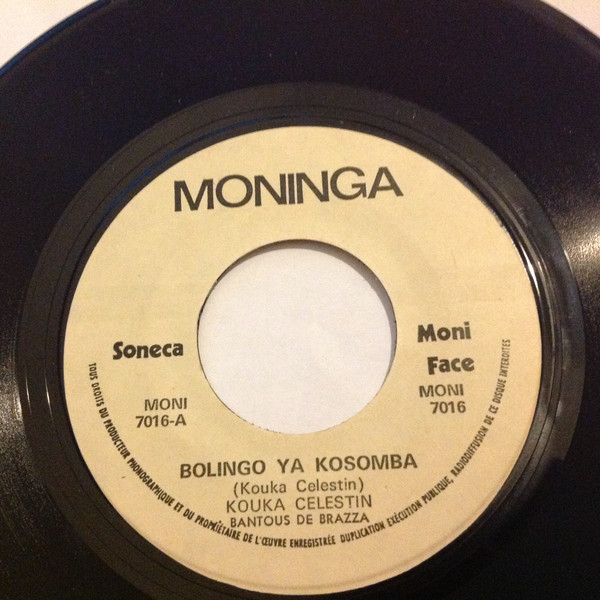 MONINGA
Soneca
Moni
Face
MONI
7016-A
MONI
7016
BOLINGO YA KOSOMBA
(Kouka Celestin)
KOUKA CELESTIN
BANTOUS DE BRAZZA
TOUS DROITS DU PRODUCTEUR PHONOGRAPHIQUE ET DU PROPRIÉTAIRE DE L'ŒUVRE ENREGISTRÉE DUPLICATION EXÉCUTION PUBLIQUE, RADIODIFFUSION DE CE DISQUE INTERDITES